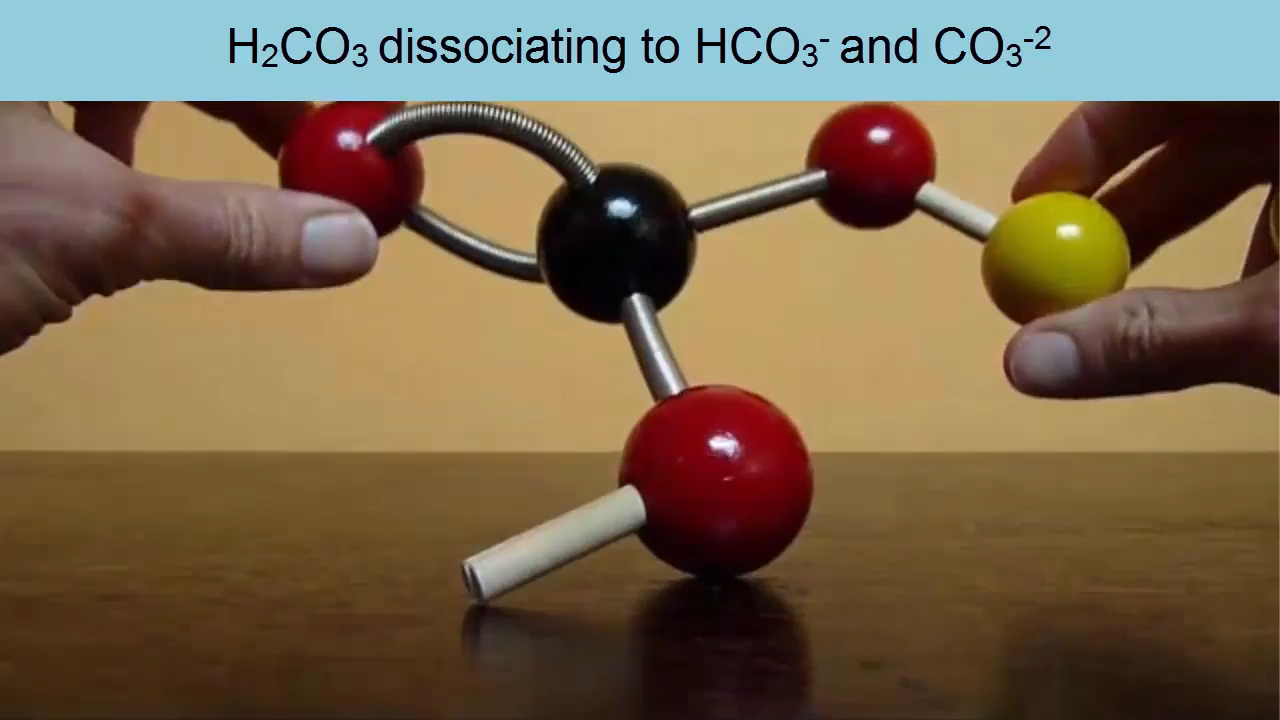 H₂CO₃ dissociating to HCO₃⁻ and CO₃⁻²